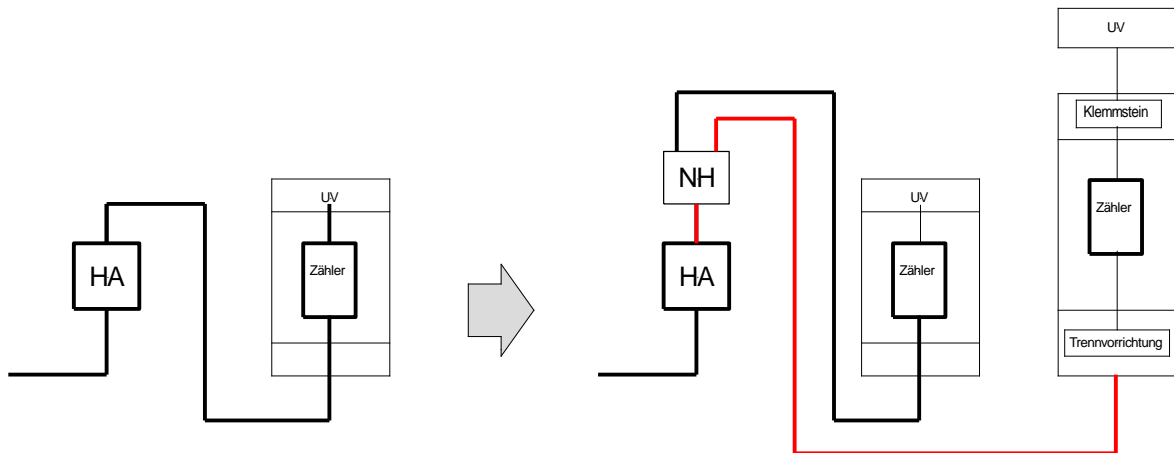 UV
HA
Zähler
NH
HA
UV
Zähler
UV
Klemmstein
Zähler
Trennvorrichtung